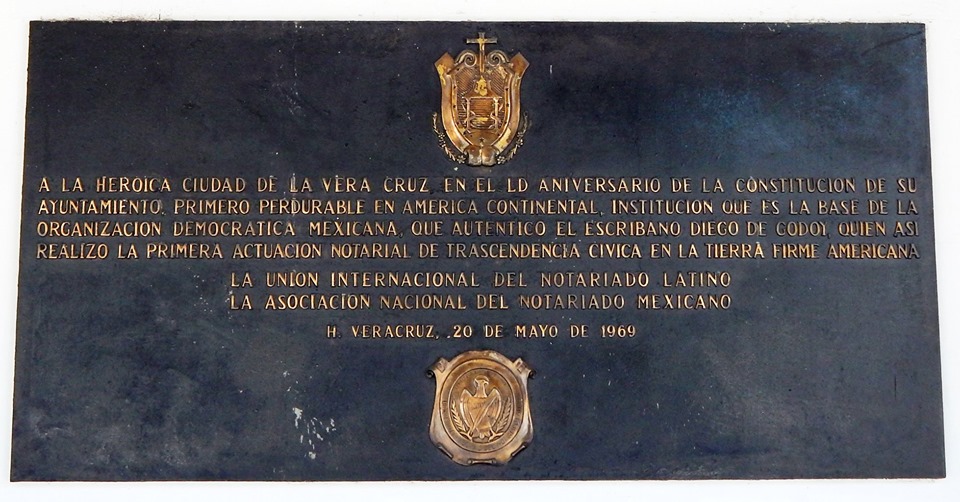 A LA HEROICA CIUDAD DE LA VERA CRUZ, EN EL LD ANIVERSARIO DE LA CONSTITUCION DE SU
AYUNTAMIENTO, PRIMERO PERDURABLE EN AMERICA CONTINENTAL, INSTITUCION QUE ES LA BASE DE LA
ORGANIZACION DEMOCRATICA MEXICANA, QUE AUTENTICO EL ESCRIBANO DIEGO DE GODOY, QUIEN ASI
REALIZO LA PRIMERA ACTUACION NOTARIAL DE TRASCENDENCIA CIVICA EN LA TIERRA FIRME AMERICANA
LA UNION INTERNACIONAL DEL NOTARIADO LATINO
LA ASOCIACION NACIONAL DEL NOTARIADO MEXICANO
H. VERACRUZ, 20 DE MAYO DE 1969